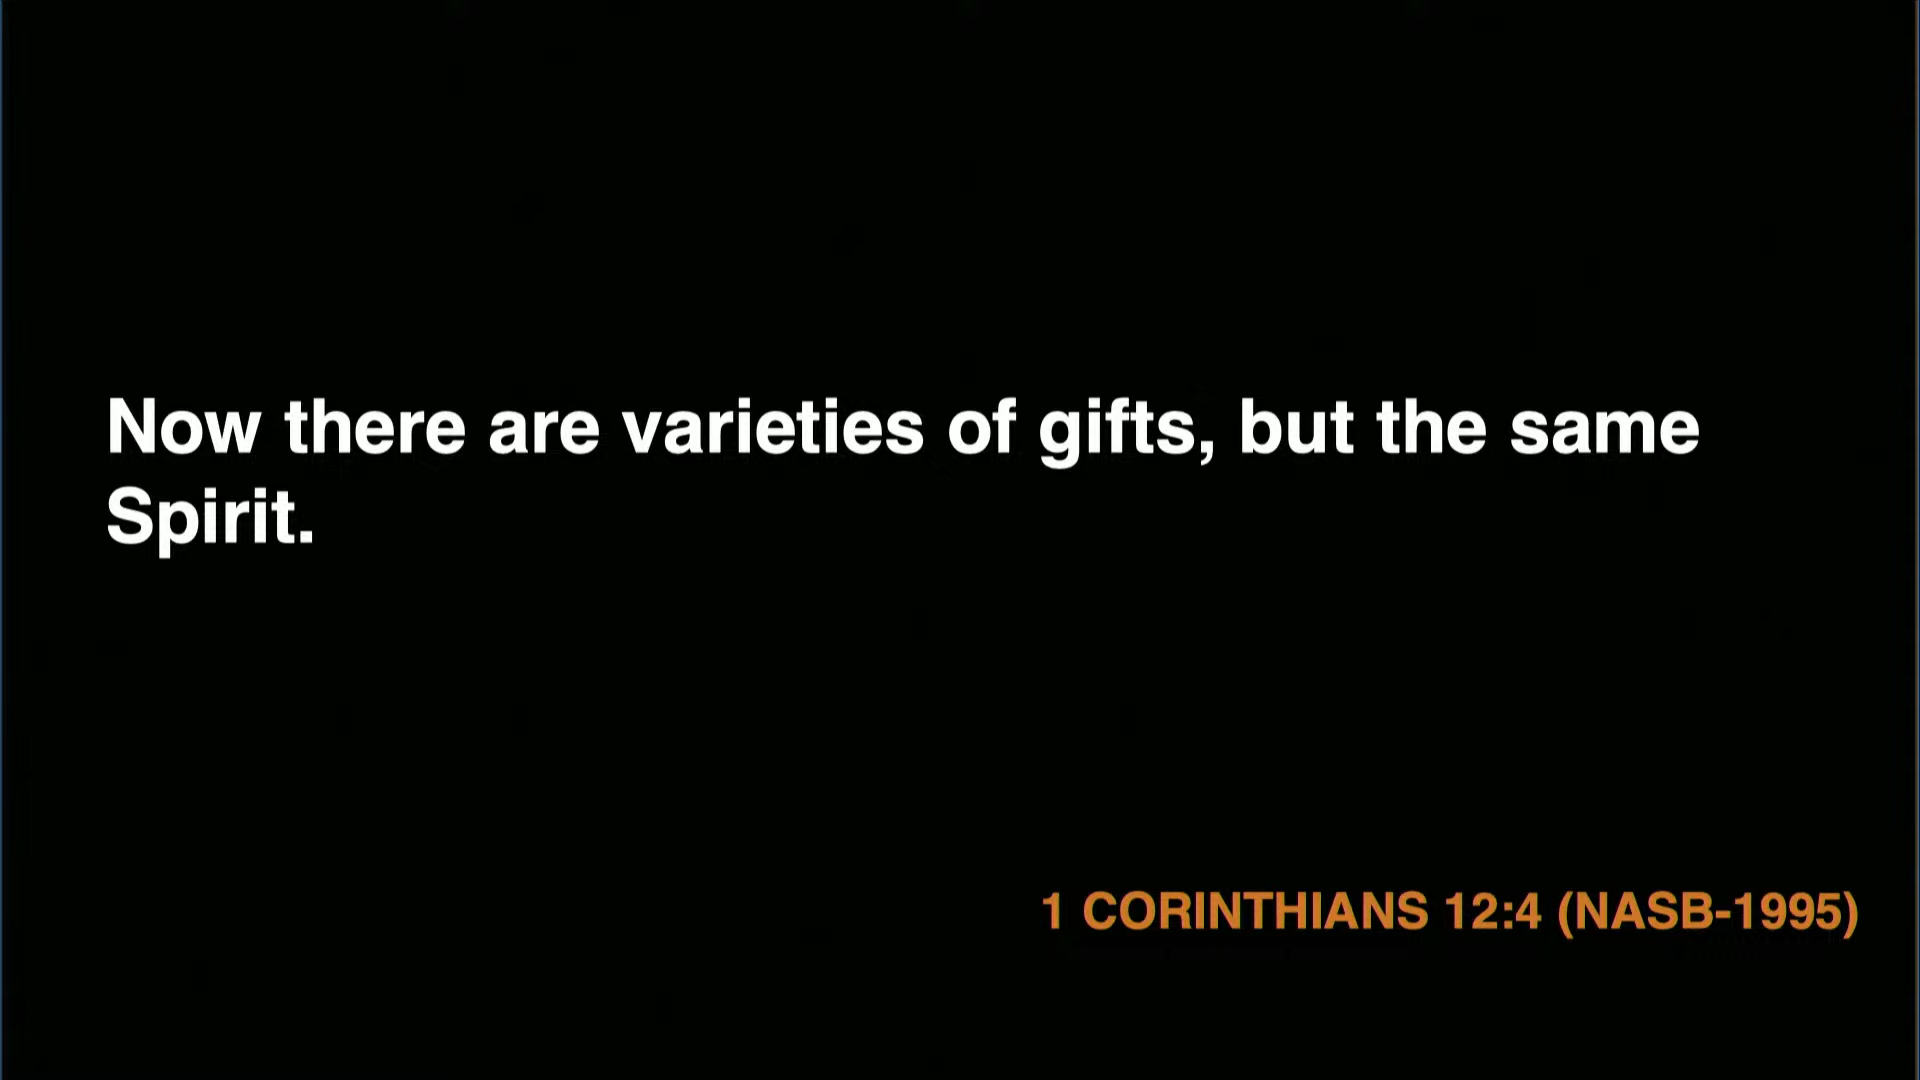 Now there are varieties of gifts, but the same
Spirit.
1 CORINTHIANS 12:4 (NASB-1995)